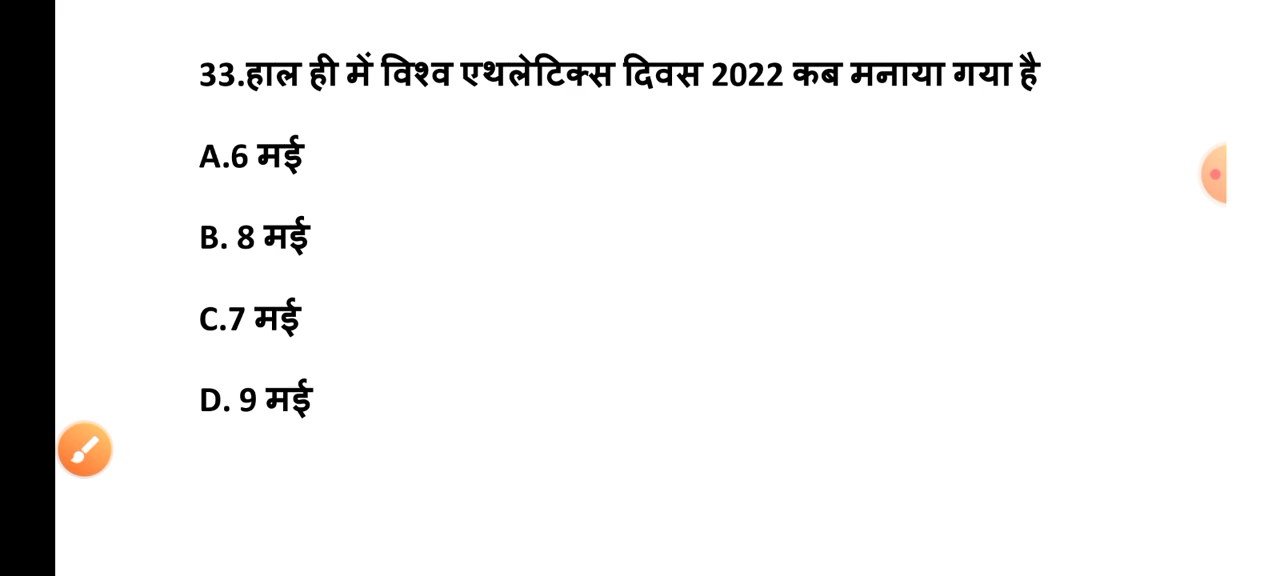 33.हाल ही में विश्व एथलेटिक्स दिवस 2022 कब मनाया गया है
A.6 मई
B. 8 मई
C.7 मई
D. 9 मई